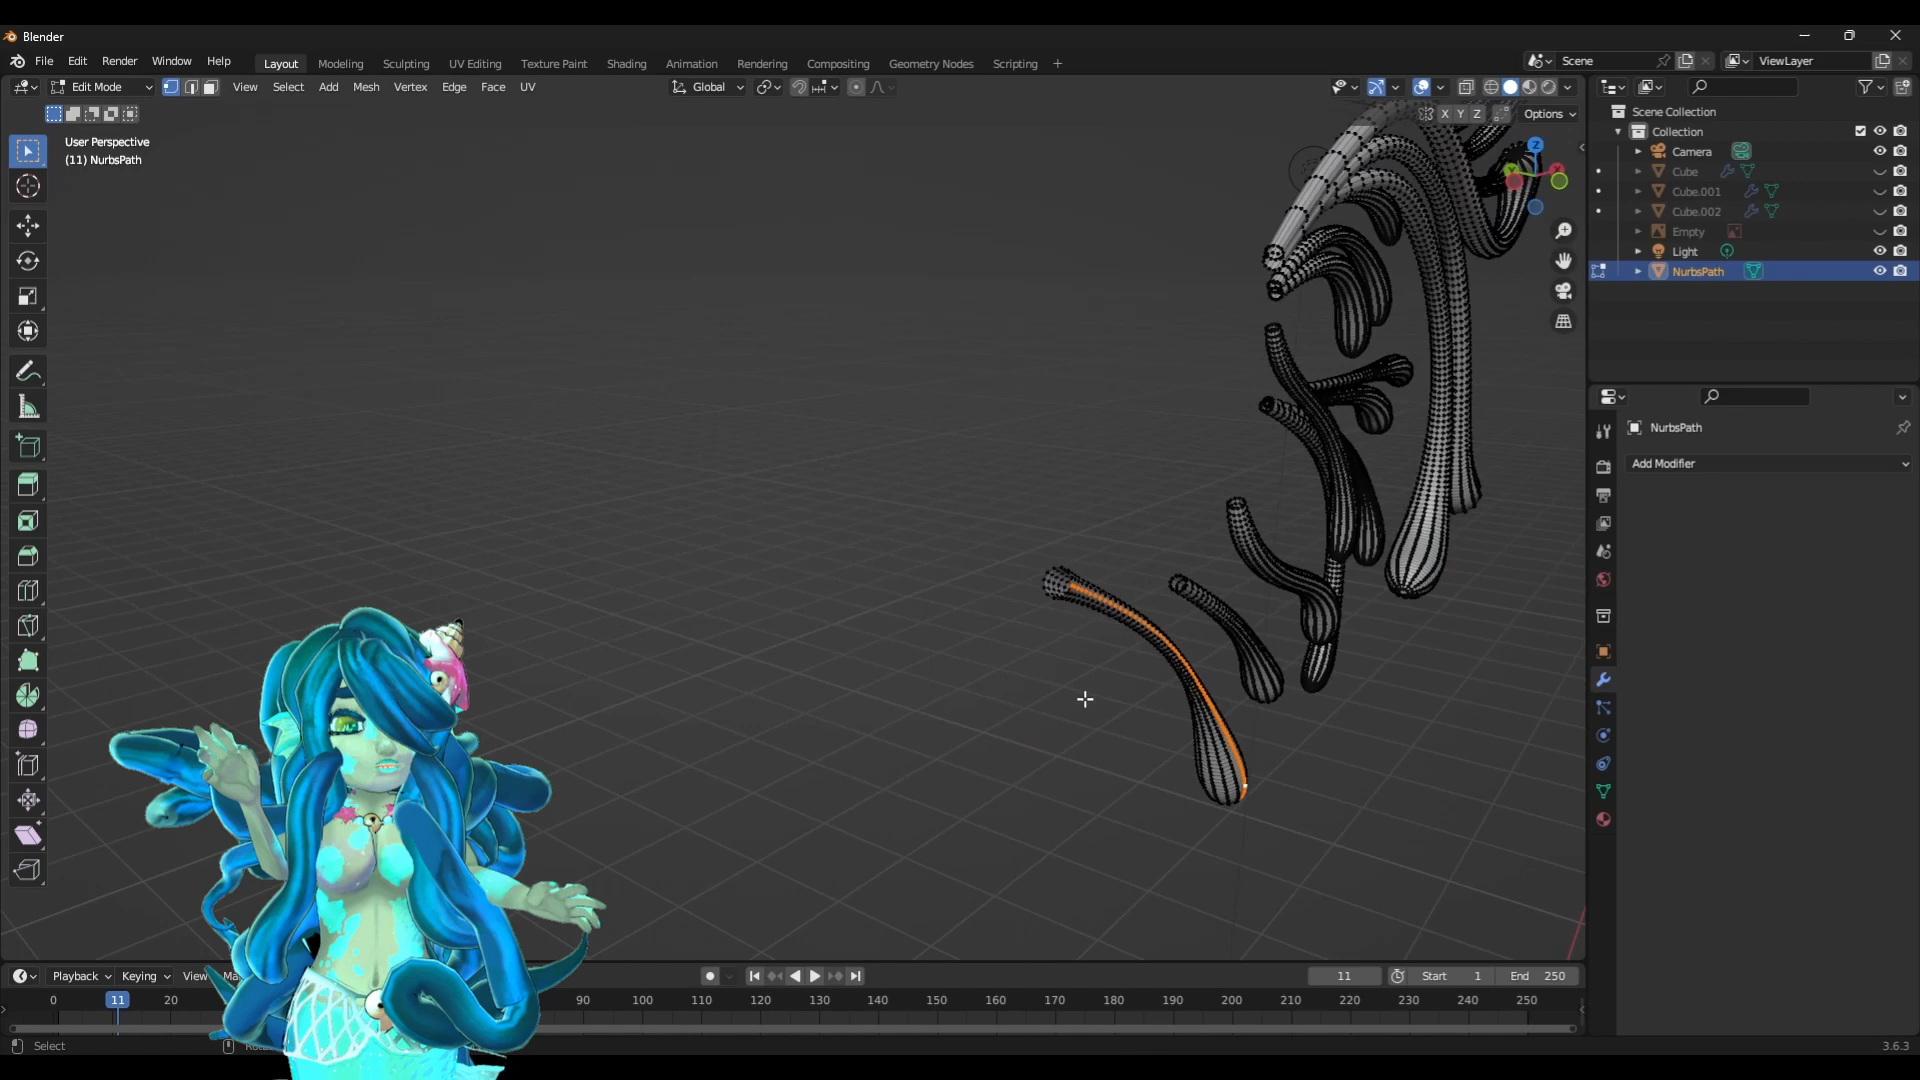 Blender
File Edit Render Window Help Layout Modeling Sculpting UV Editing Texture Paint Shading Animation Rendering Compositing Geometry Nodes Scripting + Scene ViewLayer
Edit Mode View Select Add Mesh Vertex Edge Face UV Global
X Y Z Options
User Perspective
(11) NurbsPath
Z
Scene Collection
Collection
Camera
Cube
Cube.001
Cube.002
Empty
Light
NurbsPath
NurbsPath
Add Modifier
Playback Keying View 11 Start 1 End 250
0 11 20 90 100 110 120 130 140 150 160 170 180 190 200 210 220 230 240 250
Select 3.6.3